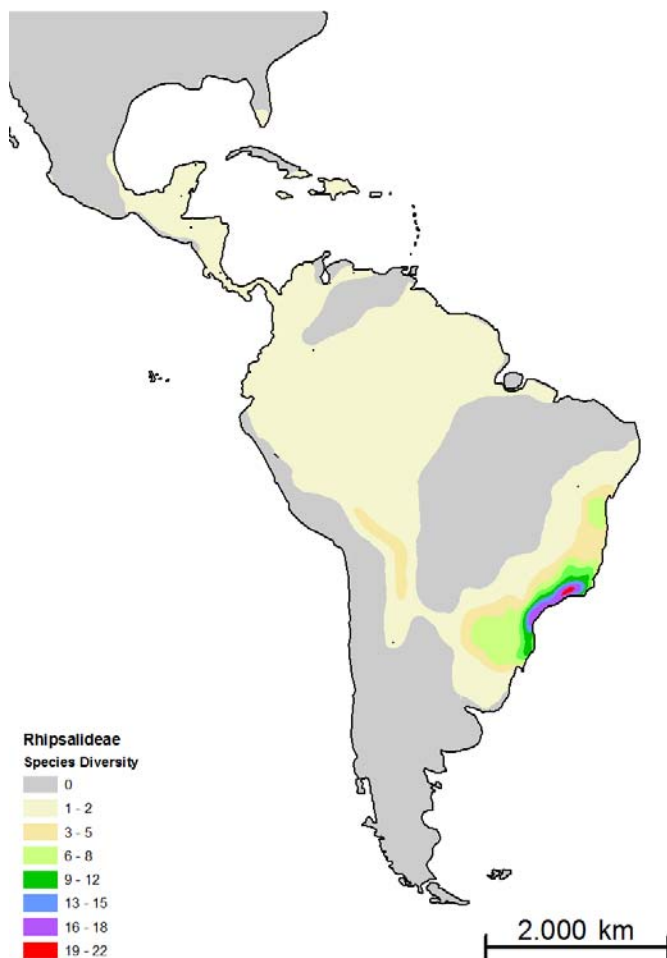 Rhipsalideae
Species Diversity
0
1 - 2
3 - 5
6 - 8
9 - 12
13 - 15
16 - 18
19 - 22
2.000 km